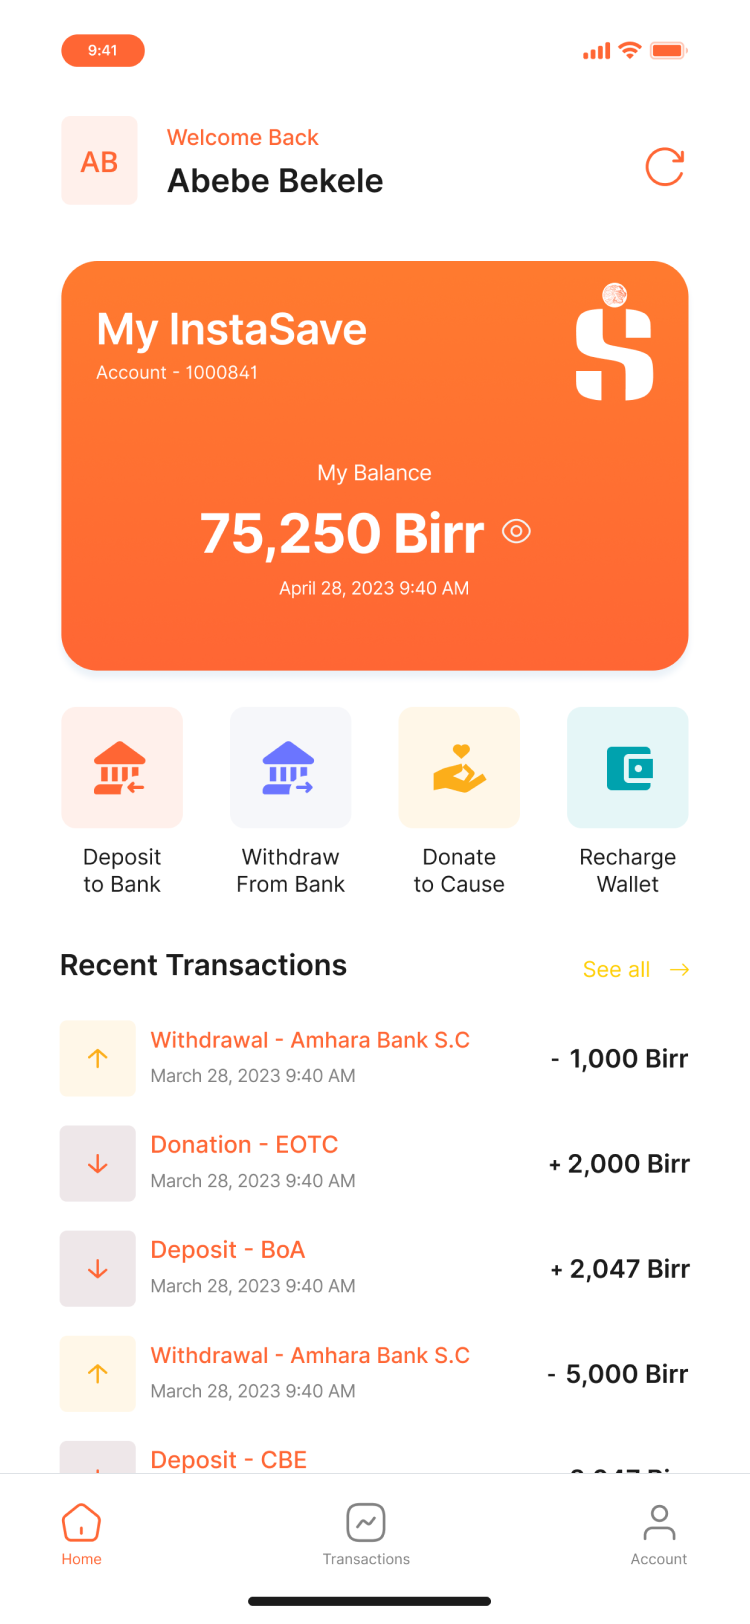 9:41
AB
Welcome Back
Abebe Bekele
My InstaSave
Account - 1000841
My Balance
75,250 Birr
April 28, 2023 9:40 AM
Deposit
to Bank
Withdraw
From Bank
Donate
to Cause
Recharge
Wallet
Recent Transactions
See all →
Withdrawal - Amhara Bank S.C
March 28, 2023 9:40 AM
- 1,000 Birr
Donation - EOTC
March 28, 2023 9:40 AM
+ 2,000 Birr
Deposit - BoA
March 28, 2023 9:40 AM
+ 2,047 Birr
Withdrawal - Amhara Bank S.C
March 28, 2023 9:40 AM
- 5,000 Birr
Deposit - CBE
Home
Transactions
Account